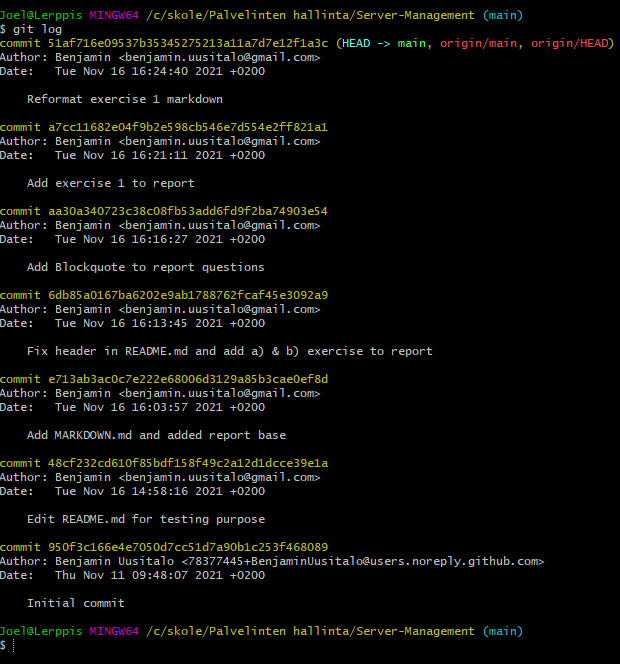 Joel@Lerppis MINGW64 /c/skole/Palvelinten hallinta/Server-Management (main)
$ git log
commit 51af716e09537b35345275213a11a7d7e12f1a3c (HEAD -> main, origin/main, origin/HEAD)
Author: Benjamin <benjamin.uusitalo@gmail.com>
Date:   Tue Nov 16 16:24:40 2021 +0200
    Reformat exercise 1 markdown
commit a7cc11682e04f9b2e598cb546e7d554e2ff821a1
Author: Benjamin <benjamin.uusitalo@gmail.com>
Date:   Tue Nov 16 16:21:11 2021 +0200
    Add exercise 1 to report
commit aa30a340723c38c08fb53add6fd9f2ba74903e54
Author: Benjamin <benjamin.uusitalo@gmail.com>
Date:   Tue Nov 16 16:16:27 2021 +0200
    Add Blockquote to report questions
commit 6db85a0167ba6202e9ab1788762fcaf45e3092a9
Author: Benjamin <benjamin.uusitalo@gmail.com>
Date:   Tue Nov 16 16:13:45 2021 +0200
    Fix header in README.md and add a) & b) exercise to report
commit e713ab3ac0c7e222e68006d3129a85b3cae0ef8d
Author: Benjamin <benjamin.uusitalo@gmail.com>
Date:   Tue Nov 16 16:03:57 2021 +0200
    Add MARKDOWN.md and added report base
commit 48cf232cd610f85bdf158f49c2a12d1dcce39e1a
Author: Benjamin <benjamin.uusitalo@gmail.com>
Date:   Tue Nov 16 14:58:16 2021 +0200
    Edit README.md for testing purpose
commit 950f3c166e4e7050d7cc51d7a90b1c253f468089
Author: Benjamin Uusitalo <78377445+BenjaminUusitalo@users.noreply.github.com>
Date:   Thu Nov 11 09:48:07 2021 +0200
    Initial commit
Joel@Lerppis MINGW64 /c/skole/Palvelinten hallinta/Server-Management (main)
$